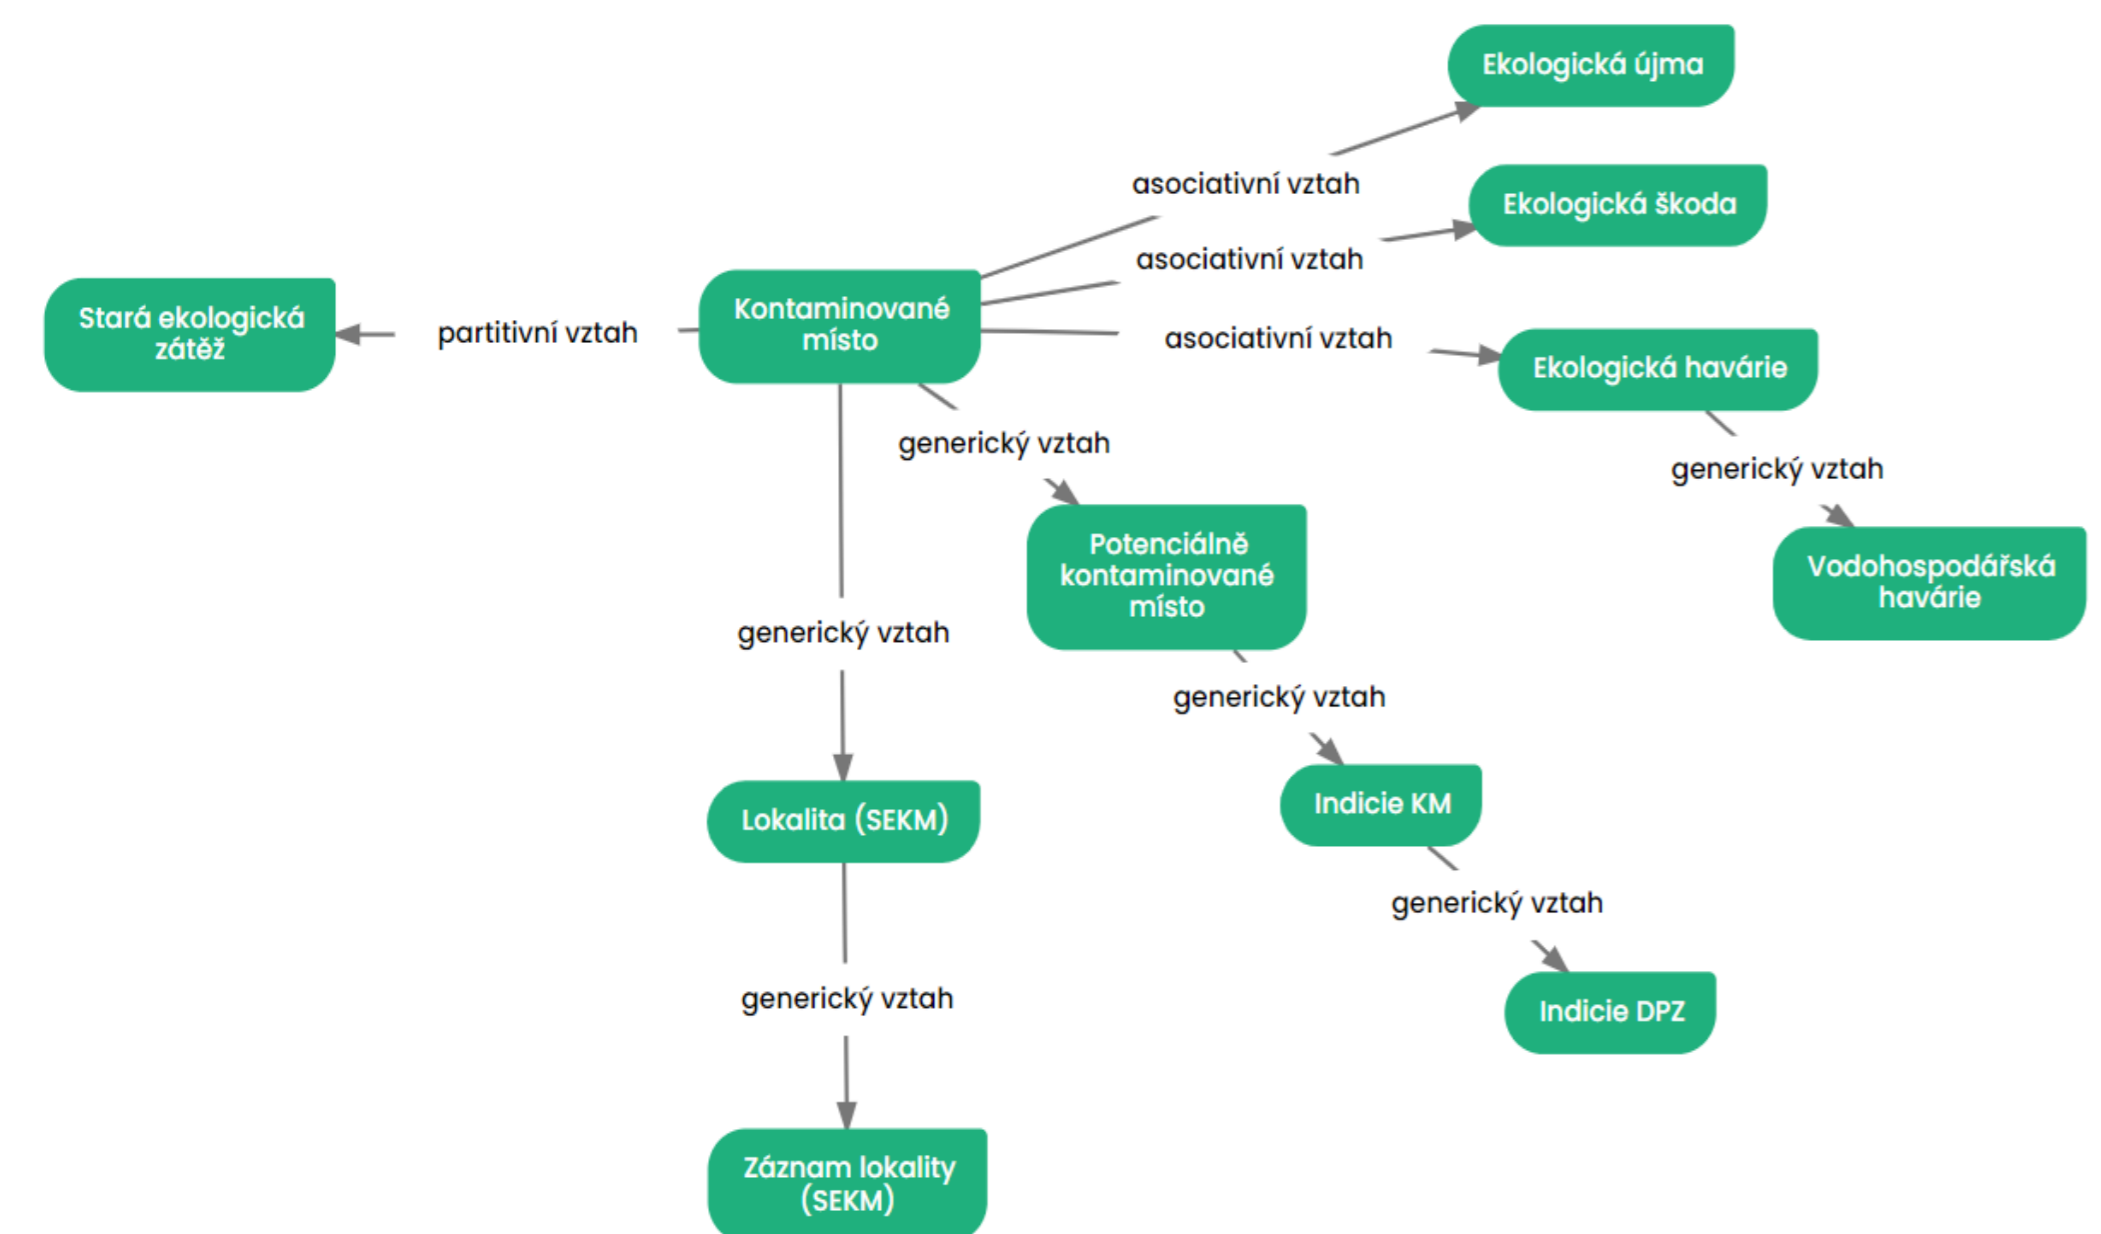 Ekologická újma
asociativní vztah
Ekologická škoda
asociativní vztah
Stará ekologická
zátěž
partitivní vztah
Kontaminované
místo
asociativní vztah
Ekologická havárie
generický vztah
generický vztah
Potenciálně
kontaminované
místo
Vodohospodářská
havárie
generický vztah
generický vztah
Lokalita (SEKM)
Indicie KM
generický vztah
generický vztah
Indicie DPZ
Záznam lokality
(SEKM)